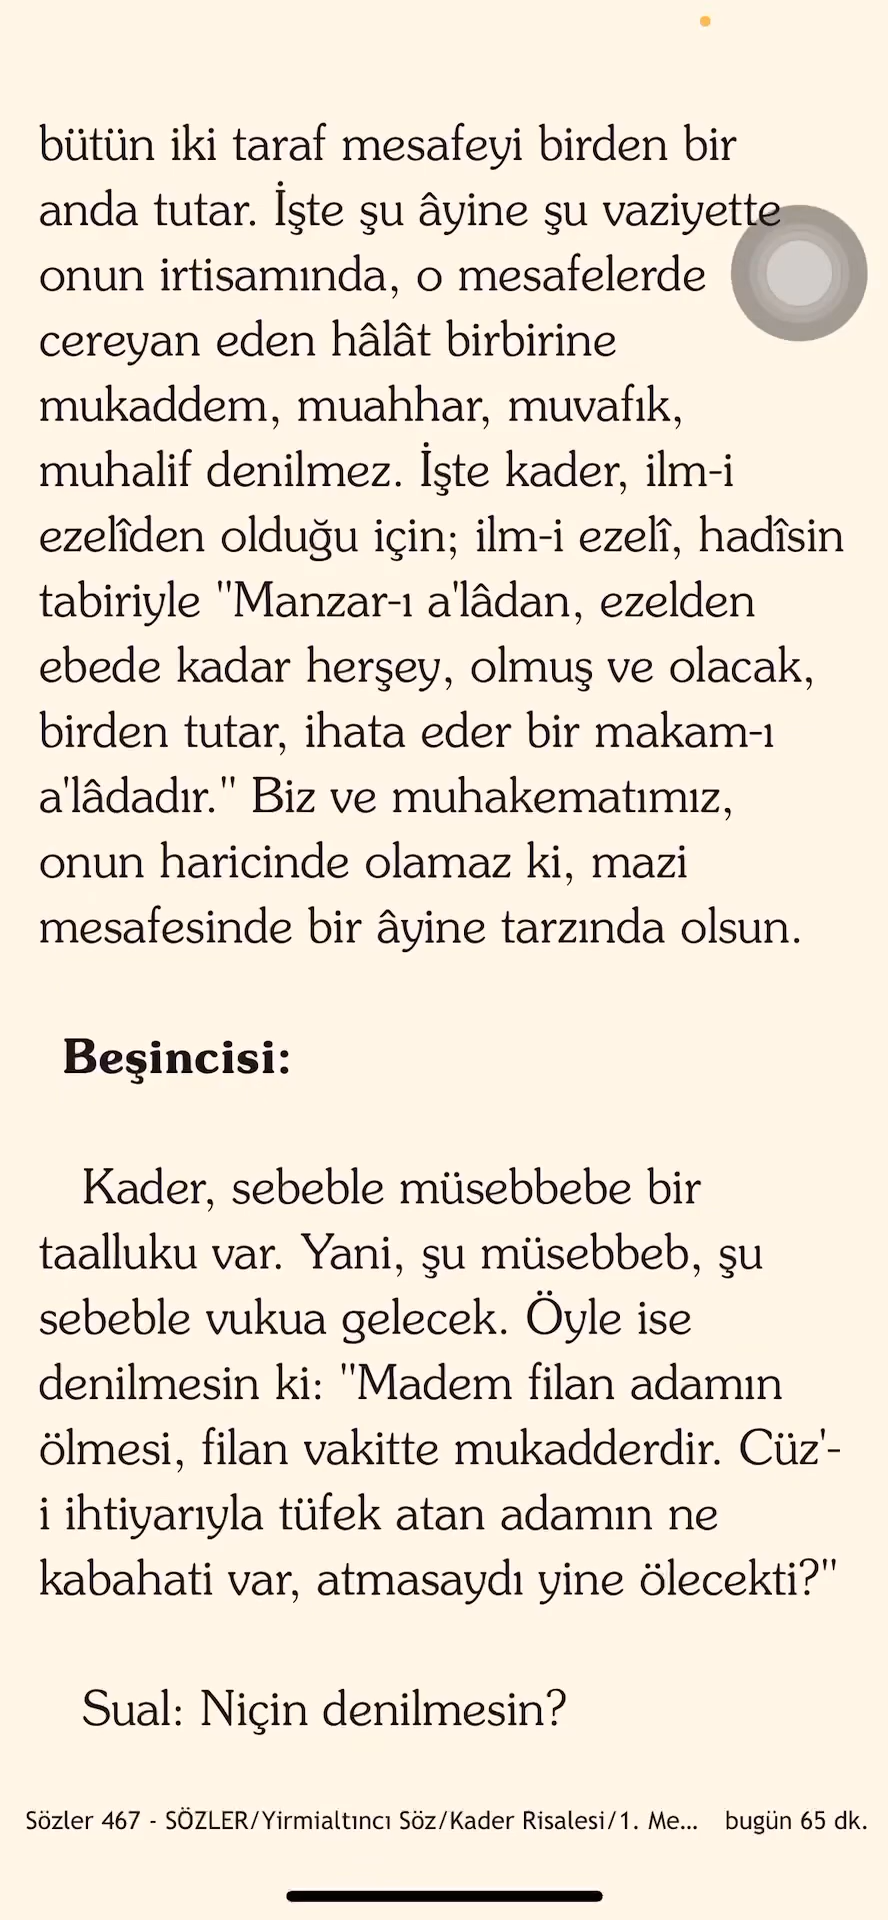 bütün iki taraf mesafeyi birden bir
anda tutar. İşte şu âyine şu vaziyette
onun irtisamında, o mesafelerde
cereyan eden hâlât birbirine
mukaddem, muahhar, muvafık,
muhalif denilmez. İşte kader, ilm-i
ezelîden olduğu için; ilm-i ezelî, hadîsin
tabiriyle "Manzar-ı a'lâdan, ezelden
ebede kadar herşey, olmuş ve olacak,
birden tutar, ihata eder bir makam-ı
a'lâdadır." Biz ve muhakematımız,
onun haricinde olamaz ki, mazi
mesafesinde bir âyine tarzında olsun.
Beşincisi:
Kader, sebeble müsebbebe bir
taalluku var. Yani, şu müsebbeb, şu
sebeble vukua gelecek. Öyle ise
denilmesin ki: "Madem filan adamın
ölmesi, filan vakitte mukadderdir. Cüz'-
i ihtiyarıyla tüfek atan adamın ne
kabahati var, atmasaydı yine ölecekti?"
Sual: Niçin denilmesin?
Sözler 467 - SÖZLER/Yirmialtıncı Söz/Kader Risalesi/1. Me... bugün 65 dk.